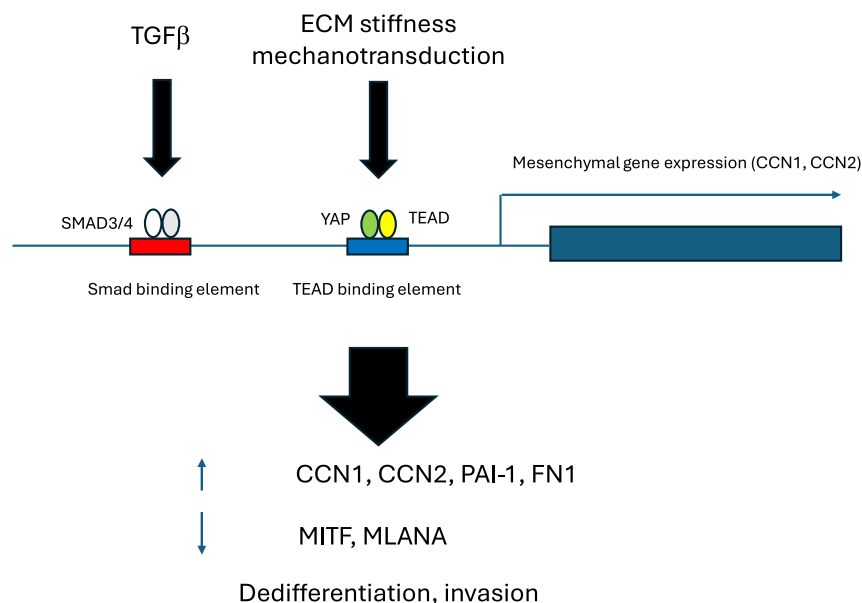 TGFβ
ECM stiffness
mechanotransduction
Mesenchymal gene expression (CCN1, CCN2)
SMAD3/4
YAP
TEAD
Smad binding element
TEAD binding element
CCN1, CCN2, PAI-1, FN1
MITF, MLANA
Dedifferentiation, invasion